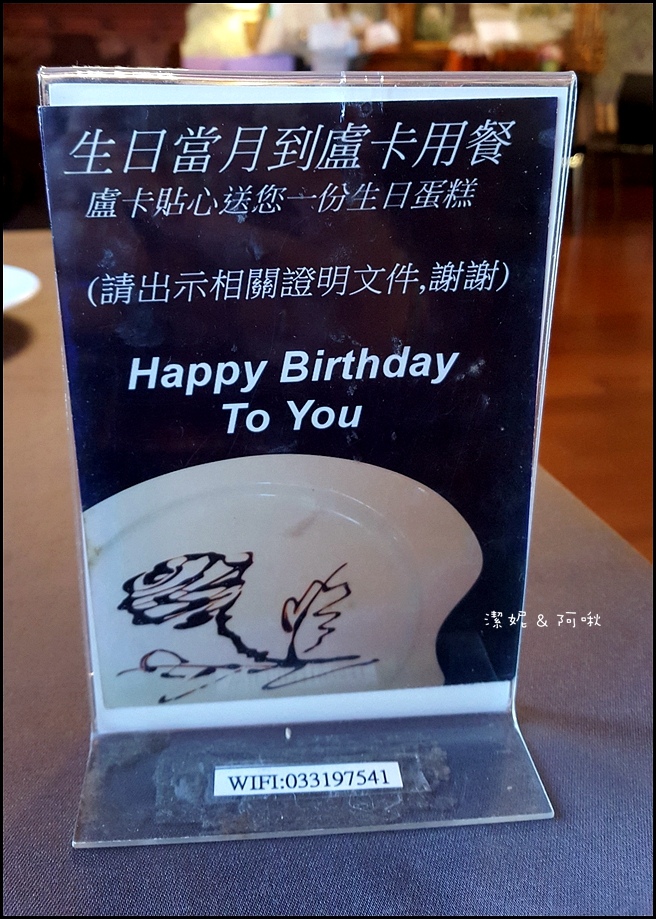 生日當月到盧卡用餐
盧卡貼心送您一份生日蛋糕
(請出示相關證明文件,謝謝)
Happy Birthday
To You
潔妮 & 阿啾
WIFI:033197541